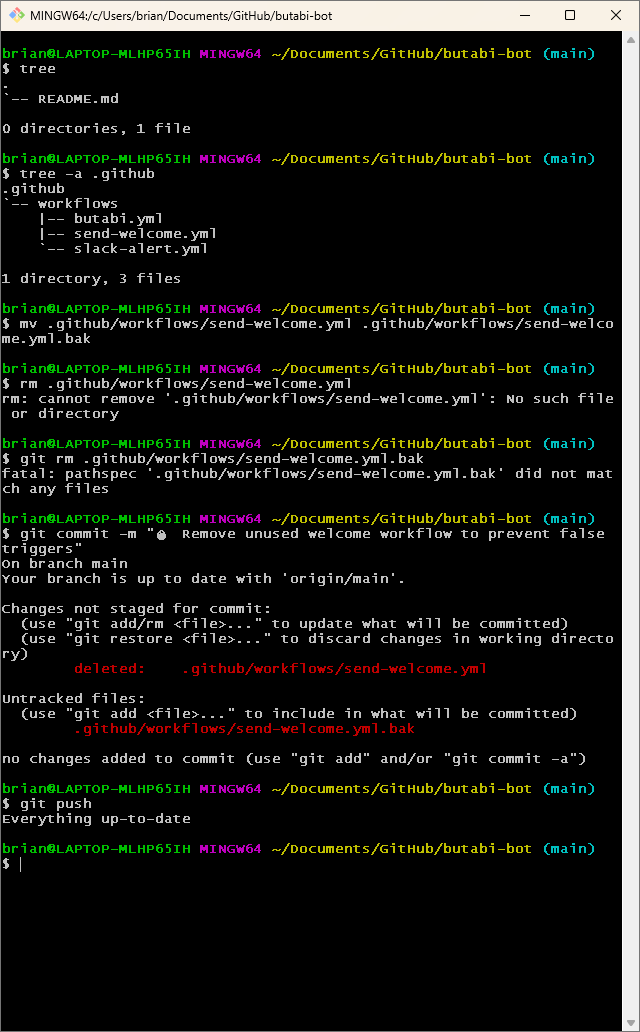 MINGW64:/c/Users/brian/Documents/GitHub/butabi-bot
brian@LAPTOP-MLHP65IH MINGW64 ~/Documents/GitHub/butabi-bot (main)
$ tree
.
`-- README.md
0 directories, 1 file
brian@LAPTOP-MLHP65IH MINGW64 ~/Documents/GitHub/butabi-bot (main)
$ tree -a .github
.github
`-- workflows
    |-- butabi.yml
    |-- send-welcome.yml
    `-- slack-alert.yml
1 directory, 3 files
brian@LAPTOP-MLHP65IH MINGW64 ~/Documents/GitHub/butabi-bot (main)
$ mv .github/workflows/send-welcome.yml .github/workflows/send-welco
me.yml.bak
brian@LAPTOP-MLHP65IH MINGW64 ~/Documents/GitHub/butabi-bot (main)
$ rm .github/workflows/send-welcome.yml
rm: cannot remove '.github/workflows/send-welcome.yml': No such file
 or directory
brian@LAPTOP-MLHP65IH MINGW64 ~/Documents/GitHub/butabi-bot (main)
$ git rm .github/workflows/send-welcome.yml.bak
fatal: pathspec '.github/workflows/send-welcome.yml.bak' did not mat
ch any files
brian@LAPTOP-MLHP65IH MINGW64 ~/Documents/GitHub/butabi-bot (main)
$ git commit -m " Remove unused welcome workflow to prevent false
triggers"
On branch main
Your branch is up to date with 'origin/main'.
Changes not staged for commit:
  (use "git add/rm <file>..." to update what will be committed)
  (use "git restore <file>..." to discard changes in working directo
ry)
        deleted:    .github/workflows/send-welcome.yml
Untracked files:
  (use "git add <file>..." to include in what will be committed)
        .github/workflows/send-welcome.yml.bak
no changes added to commit (use "git add" and/or "git commit -a")
brian@LAPTOP-MLHP65IH MINGW64 ~/Documents/GitHub/butabi-bot (main)
$ git push
Everything up-to-date
brian@LAPTOP-MLHP65IH MINGW64 ~/Documents/GitHub/butabi-bot (main)
$